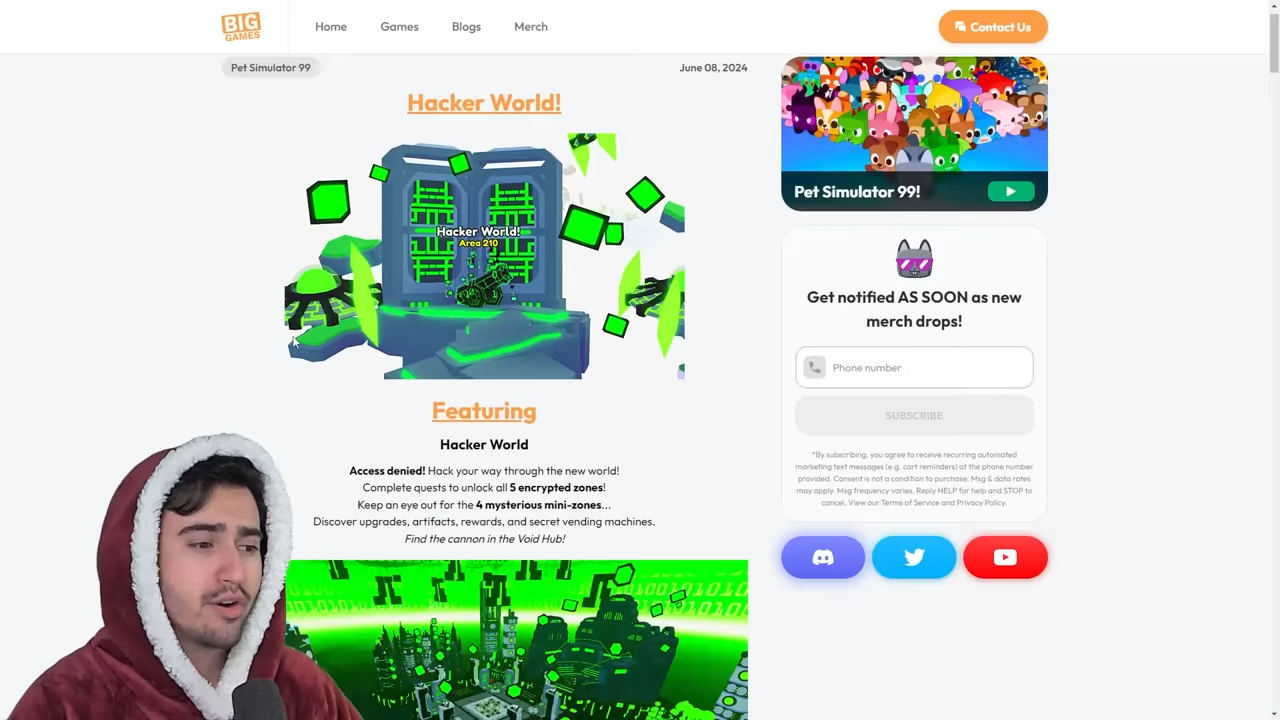 BIG
GAMES
Home
Games
Blogs
Merch
Contact Us
Pet Simulator 99
June 08, 2024
Hacker World!
Hacker World!
Area 210
Featuring
Hacker World
Access denied! Hack your way through the new world!
Complete quests to unlock all 5 encrypted zones!
Keep an eye out for the 4 mysterious mini-zones...
Discover upgrades, artifacts, rewards, and secret vending machines.
Find the cannon in the Void Hub!
Pet Simulator 99!
Get notified AS SOON as new
merch drops!
Phone number
SUBSCRIBE
*By subscribing, you agree to receive recurring automated
marketing text messages (e.g. cart reminders) at the phone number
provided. Consent is not a condition to purchase. Msg & data rates
may apply. Msg frequency varies. Reply HELP for help and STOP to
cancel. View our Terms of Service and Privacy Policy.